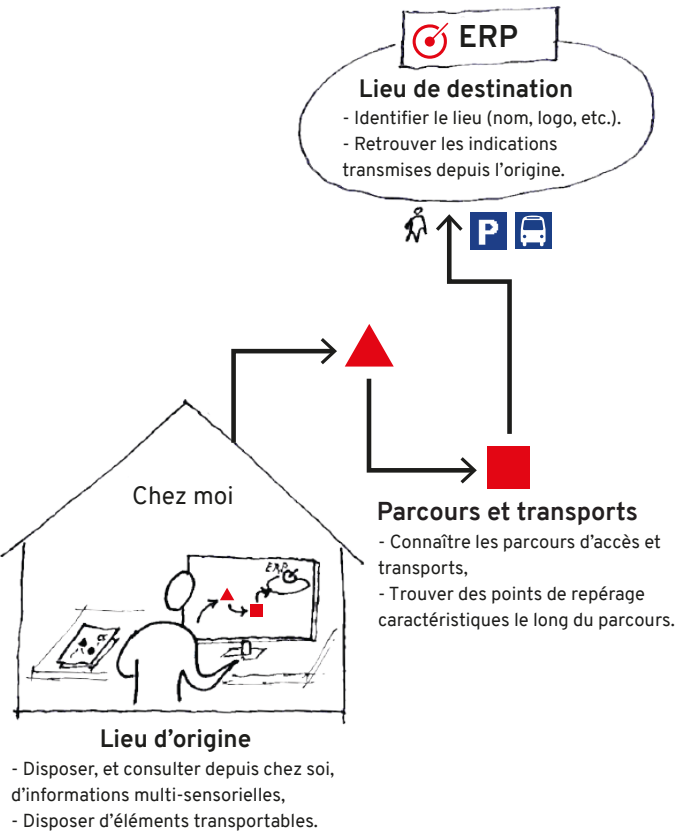 ERP
Lieu de destination
- Identifier le lieu (nom, logo, etc.).
- Retrouver les indications
transmises depuis l'origine.
P
Chez moi
ERP
Parcours et transports
- Connaître les parcours d'accès et
transports,
- Trouver des points de repérage
caractéristiques le long du parcours.
Lieu d'origine
- Disposer, et consulter depuis chez soi,
d'informations multi-sensorielles,
- Disposer d'éléments transportables.